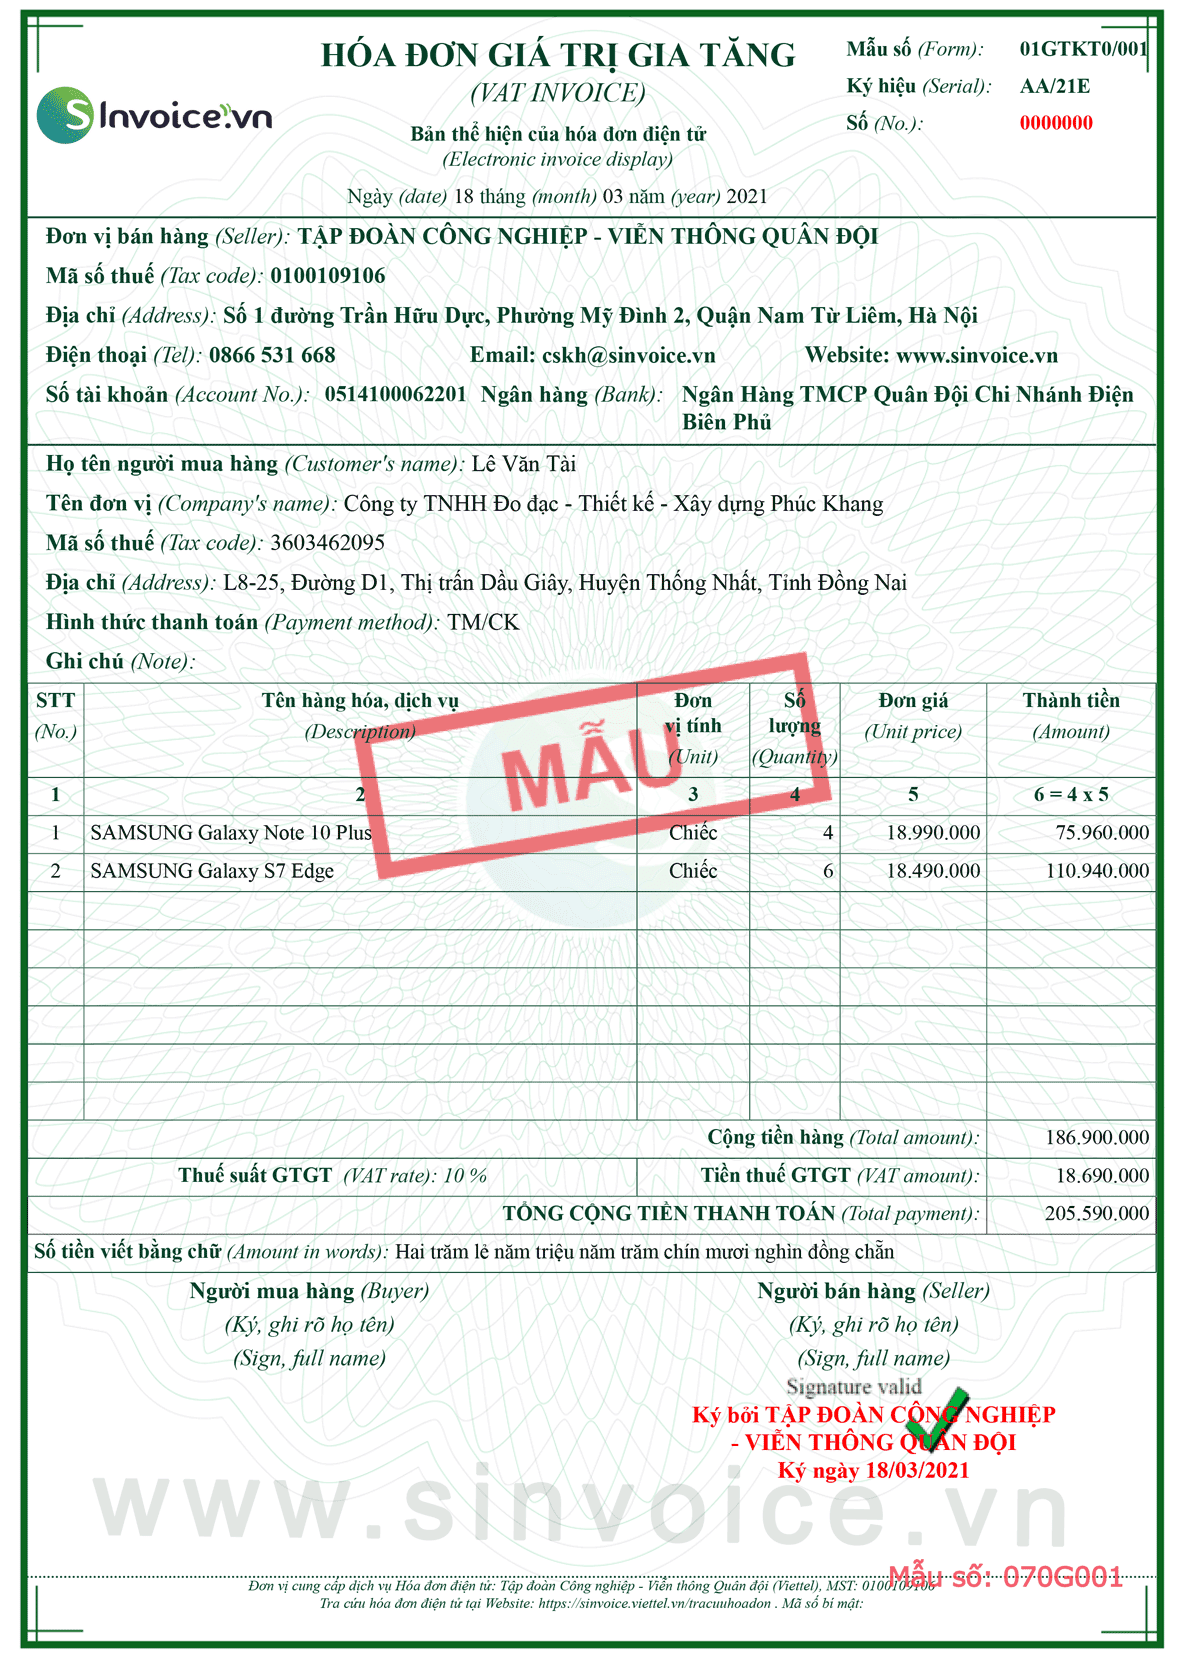 HÓA ĐƠN GIÁ TRỊ GIA TĂNG
(VAT INVOICE)
Bản thể hiện của hóa đơn điện tử
(Electronic invoice display)
Ngày (date) 18 tháng (month) 03 năm (year) 2021
Mẫu số (Form): 01GTKT0/001
Ký hiệu (Serial): AA/21E
Số (No.): 0000000
SInvoice.vn
Đơn vị bán hàng (Seller): TẬP ĐOÀN CÔNG NGHIỆP - VIỄN THÔNG QUÂN ĐỘI
Mã số thuế (Tax code): 0100109106
Địa chỉ (Address): Số 1 đường Trần Hữu Dực, Phường Mỹ Đình 2, Quận Nam Từ Liêm, Hà Nội
Điện thoại (Tel): 0866 531 668 Email: cskh@sinvoice.vn Website: www.sinvoice.vn
Số tài khoản (Account No.): 0514100062201 Ngân hàng (Bank): Ngân Hàng TMCP Quân Đội Chi Nhánh Điện
Biên Phủ
Họ tên người mua hàng (Customer's name): Lê Văn Tài
Tên đơn vị (Company's name): Công ty TNHH Đo đạc - Thiết kế - Xây dựng Phúc Khang
Mã số thuế (Tax code): 3603462095
Địa chỉ (Address): L8-25, Đường D1, Thị trấn Dầu Giây, Huyện Thống Nhất, Tỉnh Đồng Nai
Hình thức thanh toán (Payment method): TM/CK
Ghi chú (Note):
STT Tên hàng hóa, dịch vụ Đơn Số Đơn giá Thành tiền
vị tính lượng
(No.) (Description) (Unit) (Quantity) (Unit price) (Amount)
MẪU
1 2 3 4 5 6 = 4 x 5
1 SAMSUNG Galaxy Note 10 Plus Chiếc 4 18.990.000 75.960.000
2 SAMSUNG Galaxy S7 Edge Chiếc 6 18.490.000 110.940.000
Cộng tiền hàng (Total amount): 186.900.000
Thuế suất GTGT (VAT rate): 10 % Tiền thuế GTGT (VAT amount): 18.690.000
TỔNG CỘNG TIỀN THANH TOÁN (Total payment): 205.590.000
Số tiền viết bằng chữ (Amount in words): Hai trăm lẻ năm triệu năm trăm chín mươi nghìn đồng chẵn
Người mua hàng (Buyer) Người bán hàng (Seller)
(Ký, ghi rõ họ tên) (Ký, ghi rõ họ tên)
(Sign, full name) (Sign, full name)
Signature valid
Ký bởi TẬP ĐOÀN CÔNG NGHIỆP
- VIỄN THÔNG QUÂN ĐỘI
Ký ngày 18/03/2021
www.sinvoice.vn
Mẫu số: 070G001
Đơn vị cung cấp dịch vụ Hóa đơn điện tử: Tập đoàn Công nghiệp - Viễn thông Quân đội (Viettel), MST: 0100109106
Tra cứu hóa đơn điện tử tại Website: https://sinvoice.viettel.vn/tracuuhoadon . Mã số bí mật: